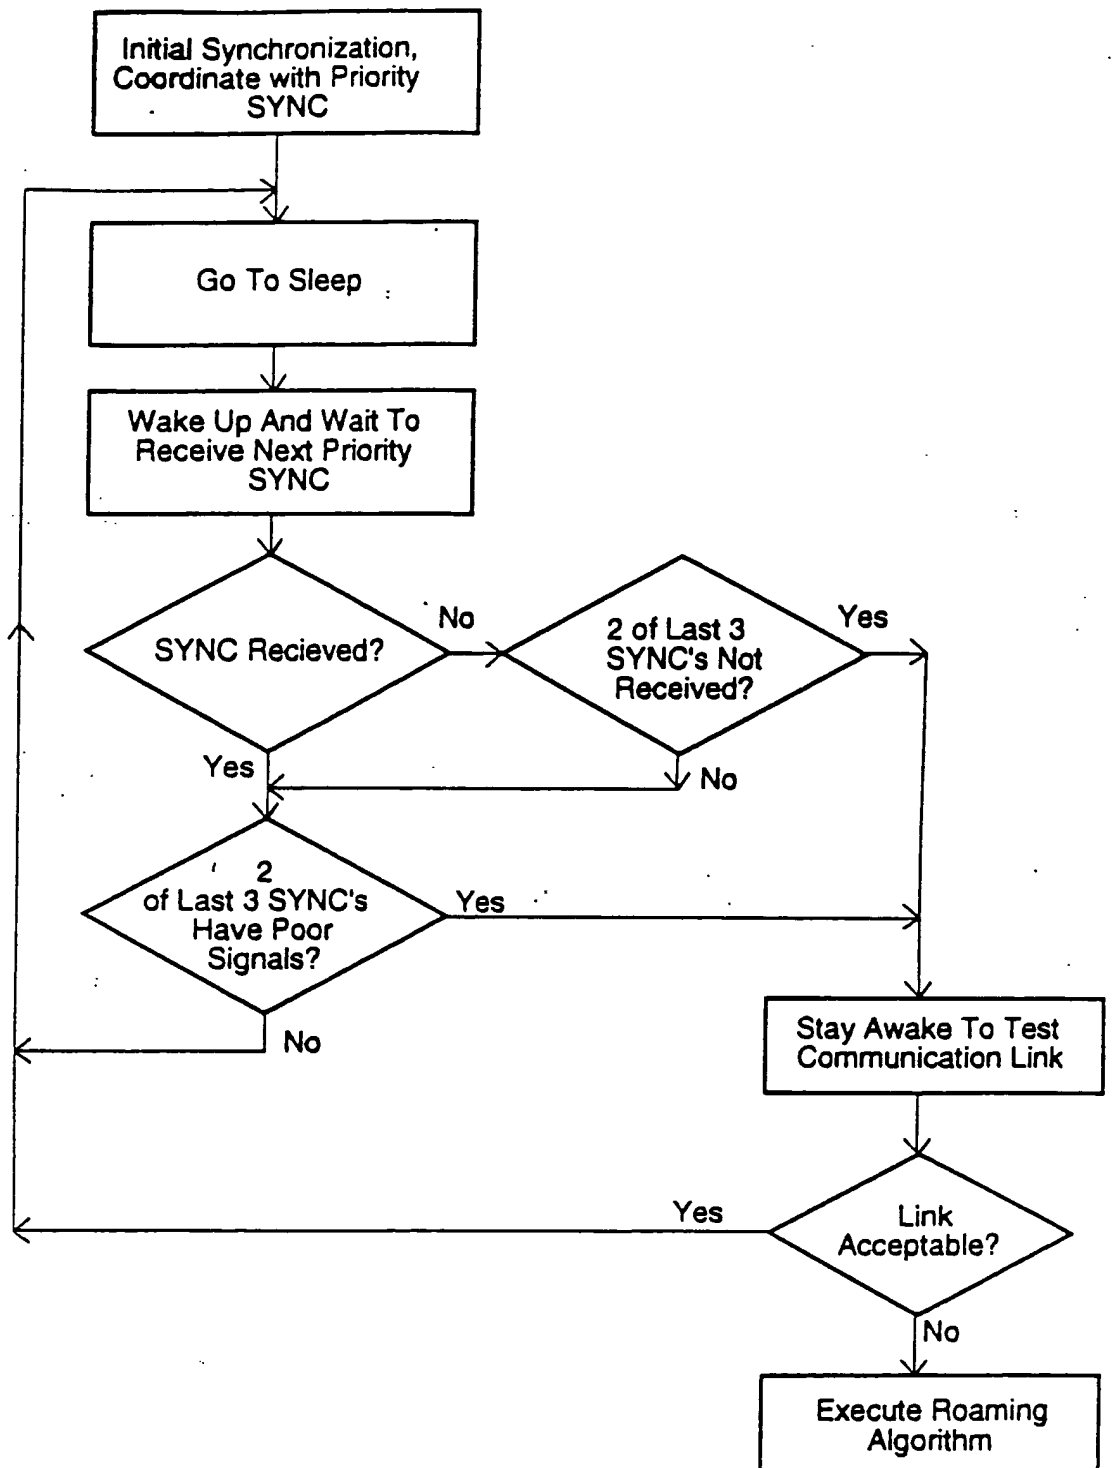 Initial Synchronization,
Coordinate with Priority
SYNC
Go To Sleep
Wake Up And Wait To
Receive Next Priority
SYNC
SYNC Recieved?
No
2 of Last 3
SYNC's Not
Received?
Yes
Yes
No
2
of Last 3 SYNC's
Have Poor
Signals?
Yes
No
Stay Awake To Test
Communication Link
Yes
Link
Acceptable?
No
Execute Roaming
Algorithm